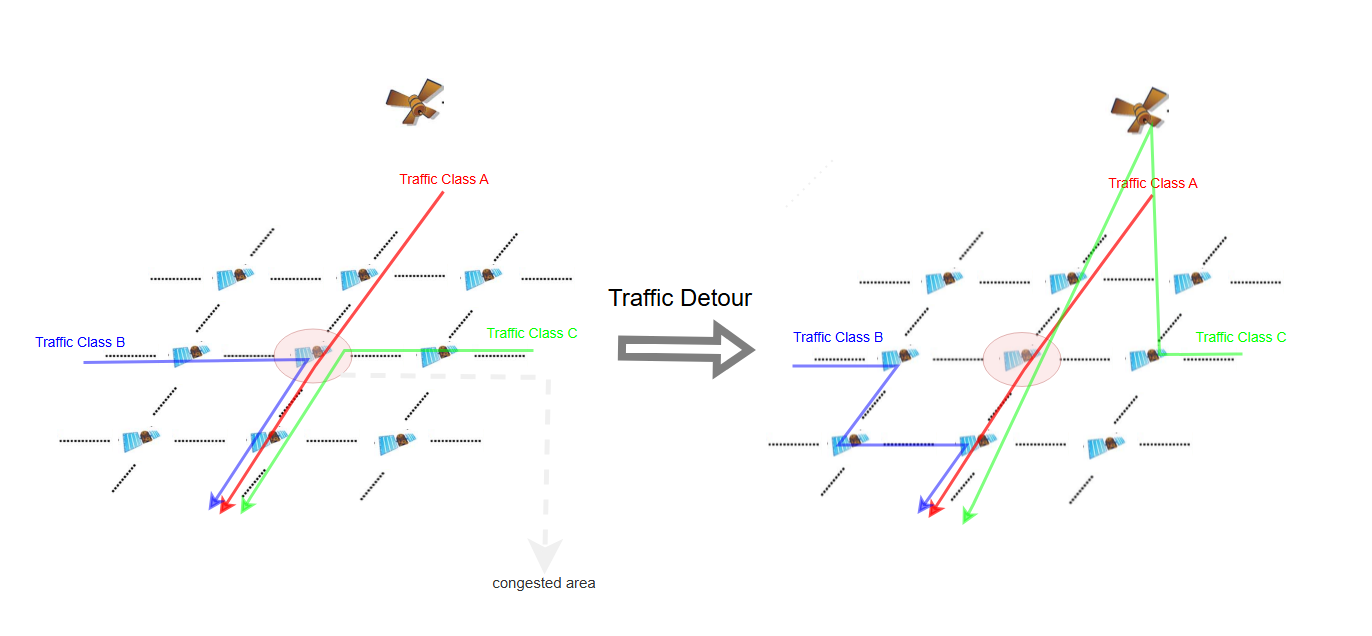 Traffic Class A
Traffic Class B
Traffic Class C
congested area
Traffic Detour
Traffic Class A
Traffic Class B
Traffic Class C